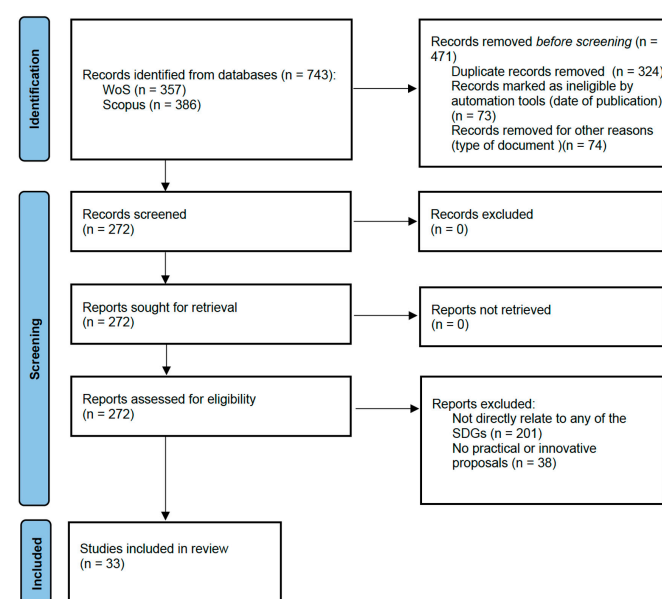 Identification
Records identified from databases (n = 743):
WoS (n = 357)
Scopus (n = 386)
Records removed before screening (n =
471)
Duplicate records removed (n = 324)
Records marked as ineligible by
automation tools (date of publication)
(n = 73)
Records removed for other reasons
(type of document )(n = 74)
Screening
Records screened
(n = 272)
Records excluded
(n = 0)
Reports sought for retrieval
(n = 272)
Reports not retrieved
(n = 0)
Reports assessed for eligibility
(n = 272)
Reports excluded:
Not directly relate to any of the
SDGs (n = 201)
No practical or innovative
proposals (n = 38)
Included
Studies included in review
(n = 33)